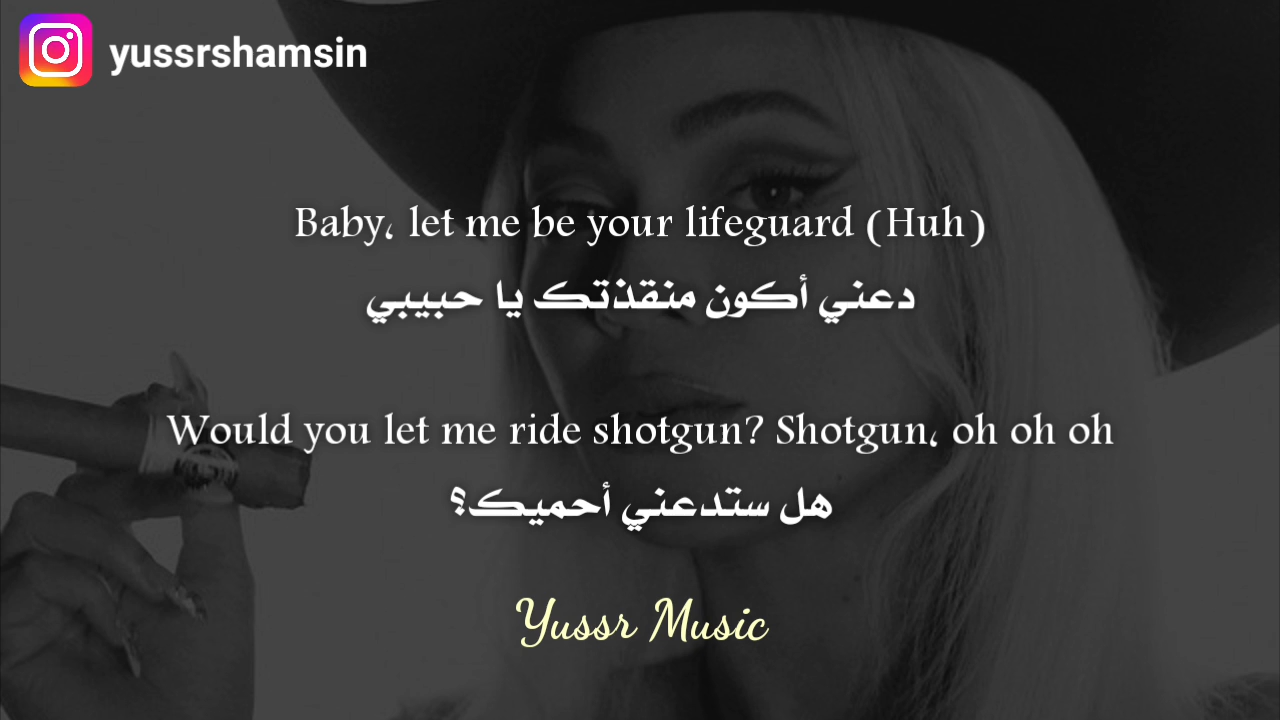 yussrshamsin
Baby، let me be your lifeguard (Huh)
دعني أكون منقذتك يا حبيبي
Would you let me ride shotgun? Shotgun، oh oh oh
هل ستدعني أحميك؟
Yussr Music